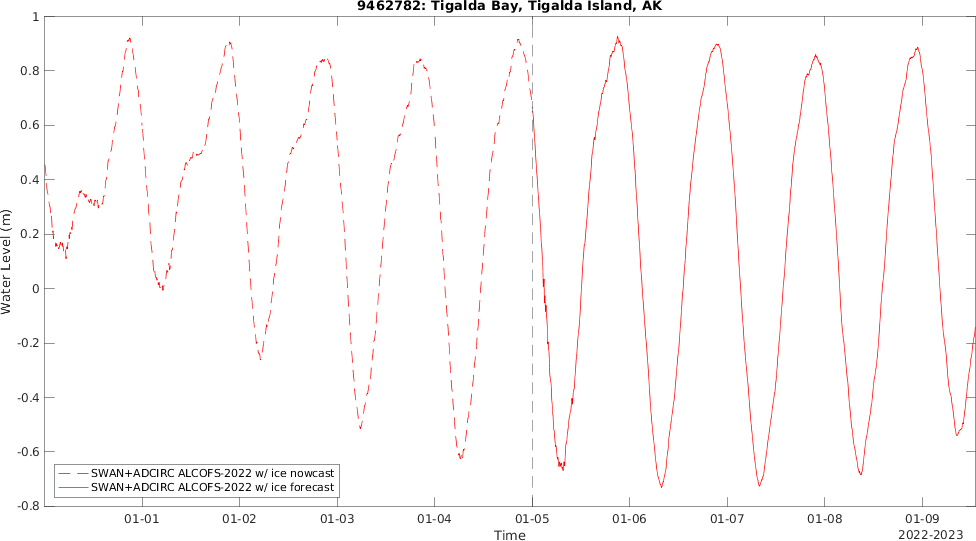 9462782: Tigalda Bay, Tigalda Island, AK
1
0.8
0.6
0.4
0.2
0
-0.2
-0.4
-0.6
-0.8
Water Level (m)
SWAN+ADCIRC ALCOFS-2022 w/ ice nowcast
SWAN+ADCIRC ALCOFS-2022 w/ ice forecast
01-01 01-02 01-03 01-04 01-05 01-06 01-07 01-08 01-09
Time
2022-2023